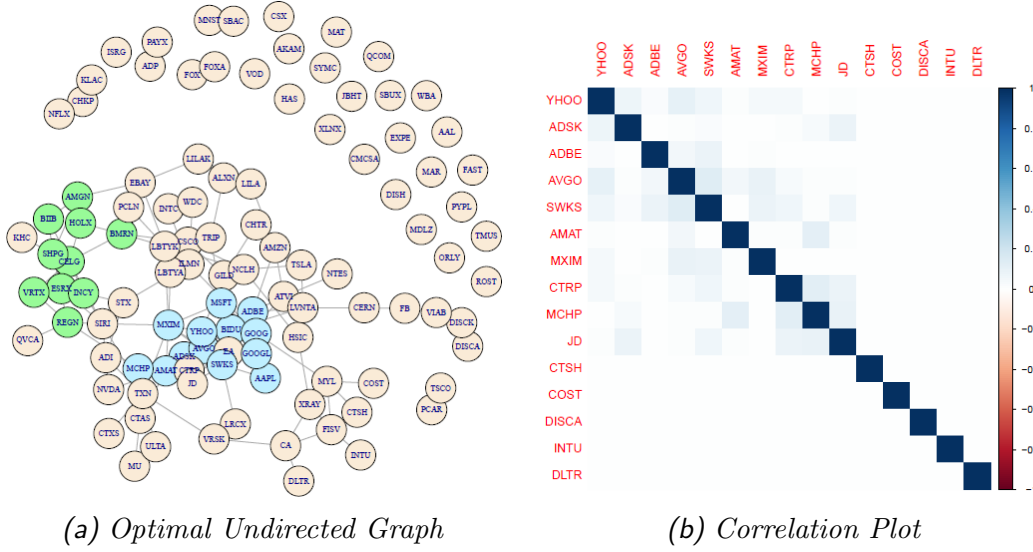 MNST SBAC CSX
ISRG PAYX ADP AKAM MAT
FOX FOXA VOD SYMC QCOM
KLAC CHKP NFLX HAS JBHT SBUX WBA
XLNX EXPE AAL
CMCSA MAR FAST
LILAK ALXN LILA DISH PYPL
AMGN EBAY PCLN INTC WDC
BIIB HOLX BMRN CHTR MDLZ TMUS
KHC SHPG CELG LBTYK CSCO TRIP AMZN ORLY
LBTYA ILMN GILD NCLH TSLA NTES ROST
VRTX ESRX INCY STX MSFT ATVI
REGN SIRI MXIM YHOO BIDU ADBE LVNTA CERN FB VIAB DISCK
QVCA GOOG HSIC DISCA
ADI MCHP AMAT ADSK AVGO EA GOOGL
CTRP SWKS AAPL
NVDA TXN JD MYL COST TSCO
CTAS XRAY CTSH PCAR
CTXS ULTA VRSK LRCX CA FISV
MU INTU
DLTR
(a) Optimal Undirected Graph
YHOO ADSK ADBE AVGO SWKS AMAT MXIM CTRP MCHP JD CTSH COST DISCA INTU DLTR
YHOO
ADSK
ADBE
AVGO
SWKS
AMAT
MXIM
CTRP
MCHP
JD
CTSH
COST
DISCA
INTU
DLTR
1
0
(b) Correlation Plot